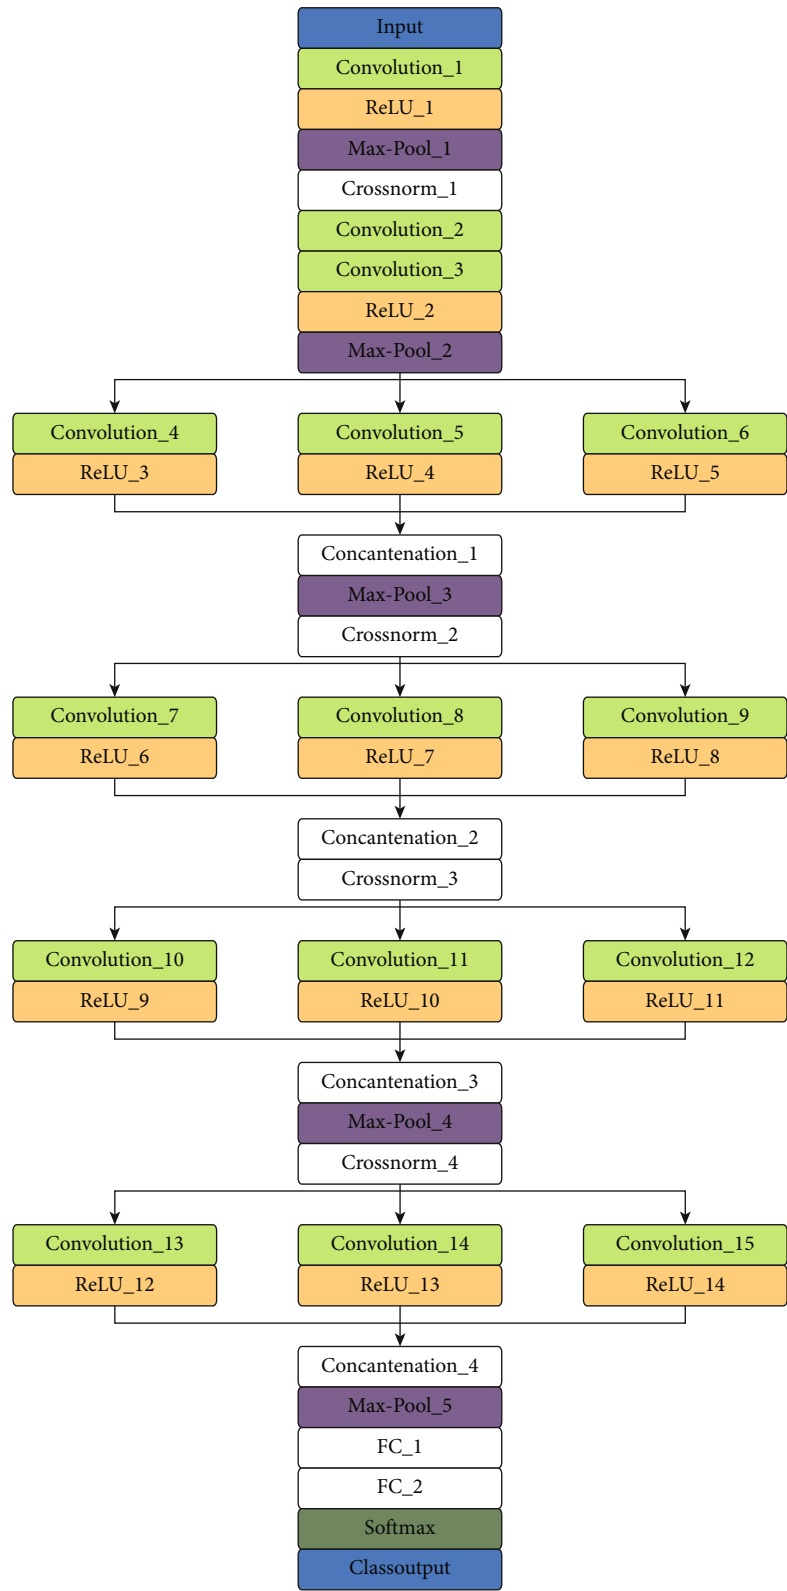 Input
Convolution_1
ReLU_1
Max-Pool_1
Crossnorm_1
Convolution_2
Convolution_3
ReLU_2
Max-Pool_2
Convolution_4
Convolution_5
Convolution_6
ReLU_3
ReLU_4
ReLU_5
Concantenation_1
Max-Pool_3
Crossnorm_2
Convolution_7
Convolution_8
Convolution_9
ReLU_6
ReLU_7
ReLU_8
Concantenation_2
Crossnorm_3
Convolution_10
Convolution_11
Convolution_12
ReLU_9
ReLU_10
ReLU_11
Concantenation_3
Max-Pool_4
Crossnorm_4
Convolution_13
Convolution_14
Convolution_15
ReLU_12
ReLU_13
ReLU_14
Concantenation_4
Max-Pool_5
FC_1
FC_2
Softmax
Classoutput